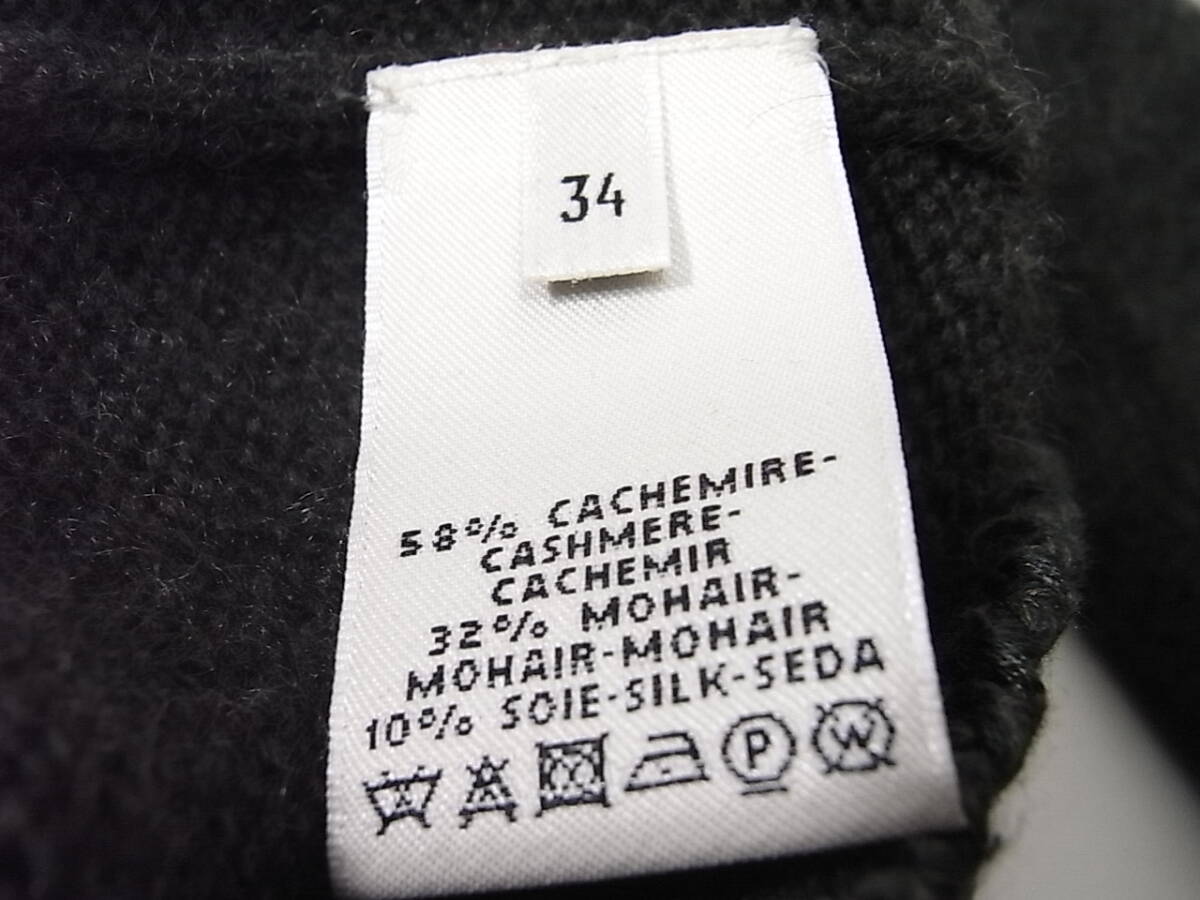 34
58% CACHEMIRE-
CASHMERE-
CACHEMIR
32% MOHAIR-
MOHAIR-MOHAIR
10% SOIE-SILK-SEDA
P W